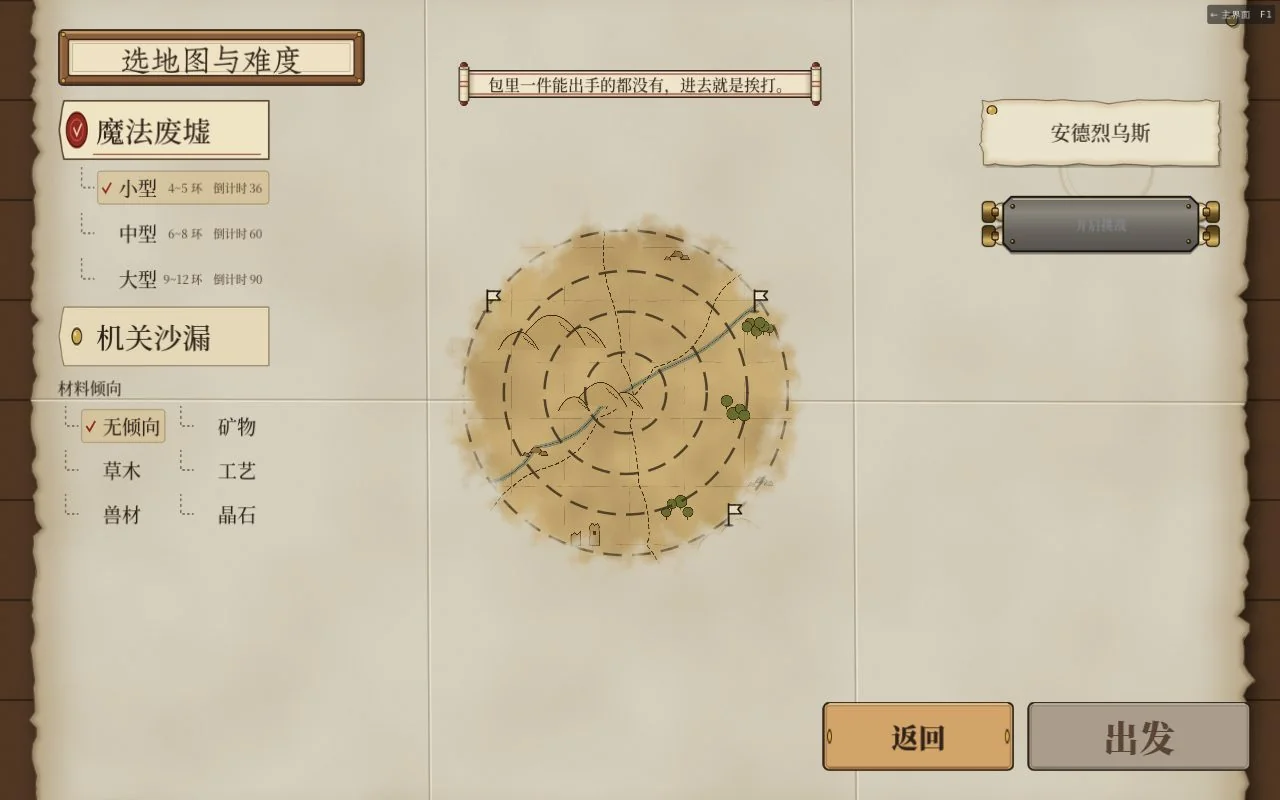 ← 主界面 F1
选地图与难度
包里一件能出手的都没有，进去就是挨打。
魔法废墟
小型 4~5 环 倒计时 36
中型 6~8 环 倒计时 60
大型 9~12 环 倒计时 90
机关沙漏
材料倾向
无倾向 矿物
草木 工艺
兽材 晶石
安德烈乌斯
开启挑战
返回
出发